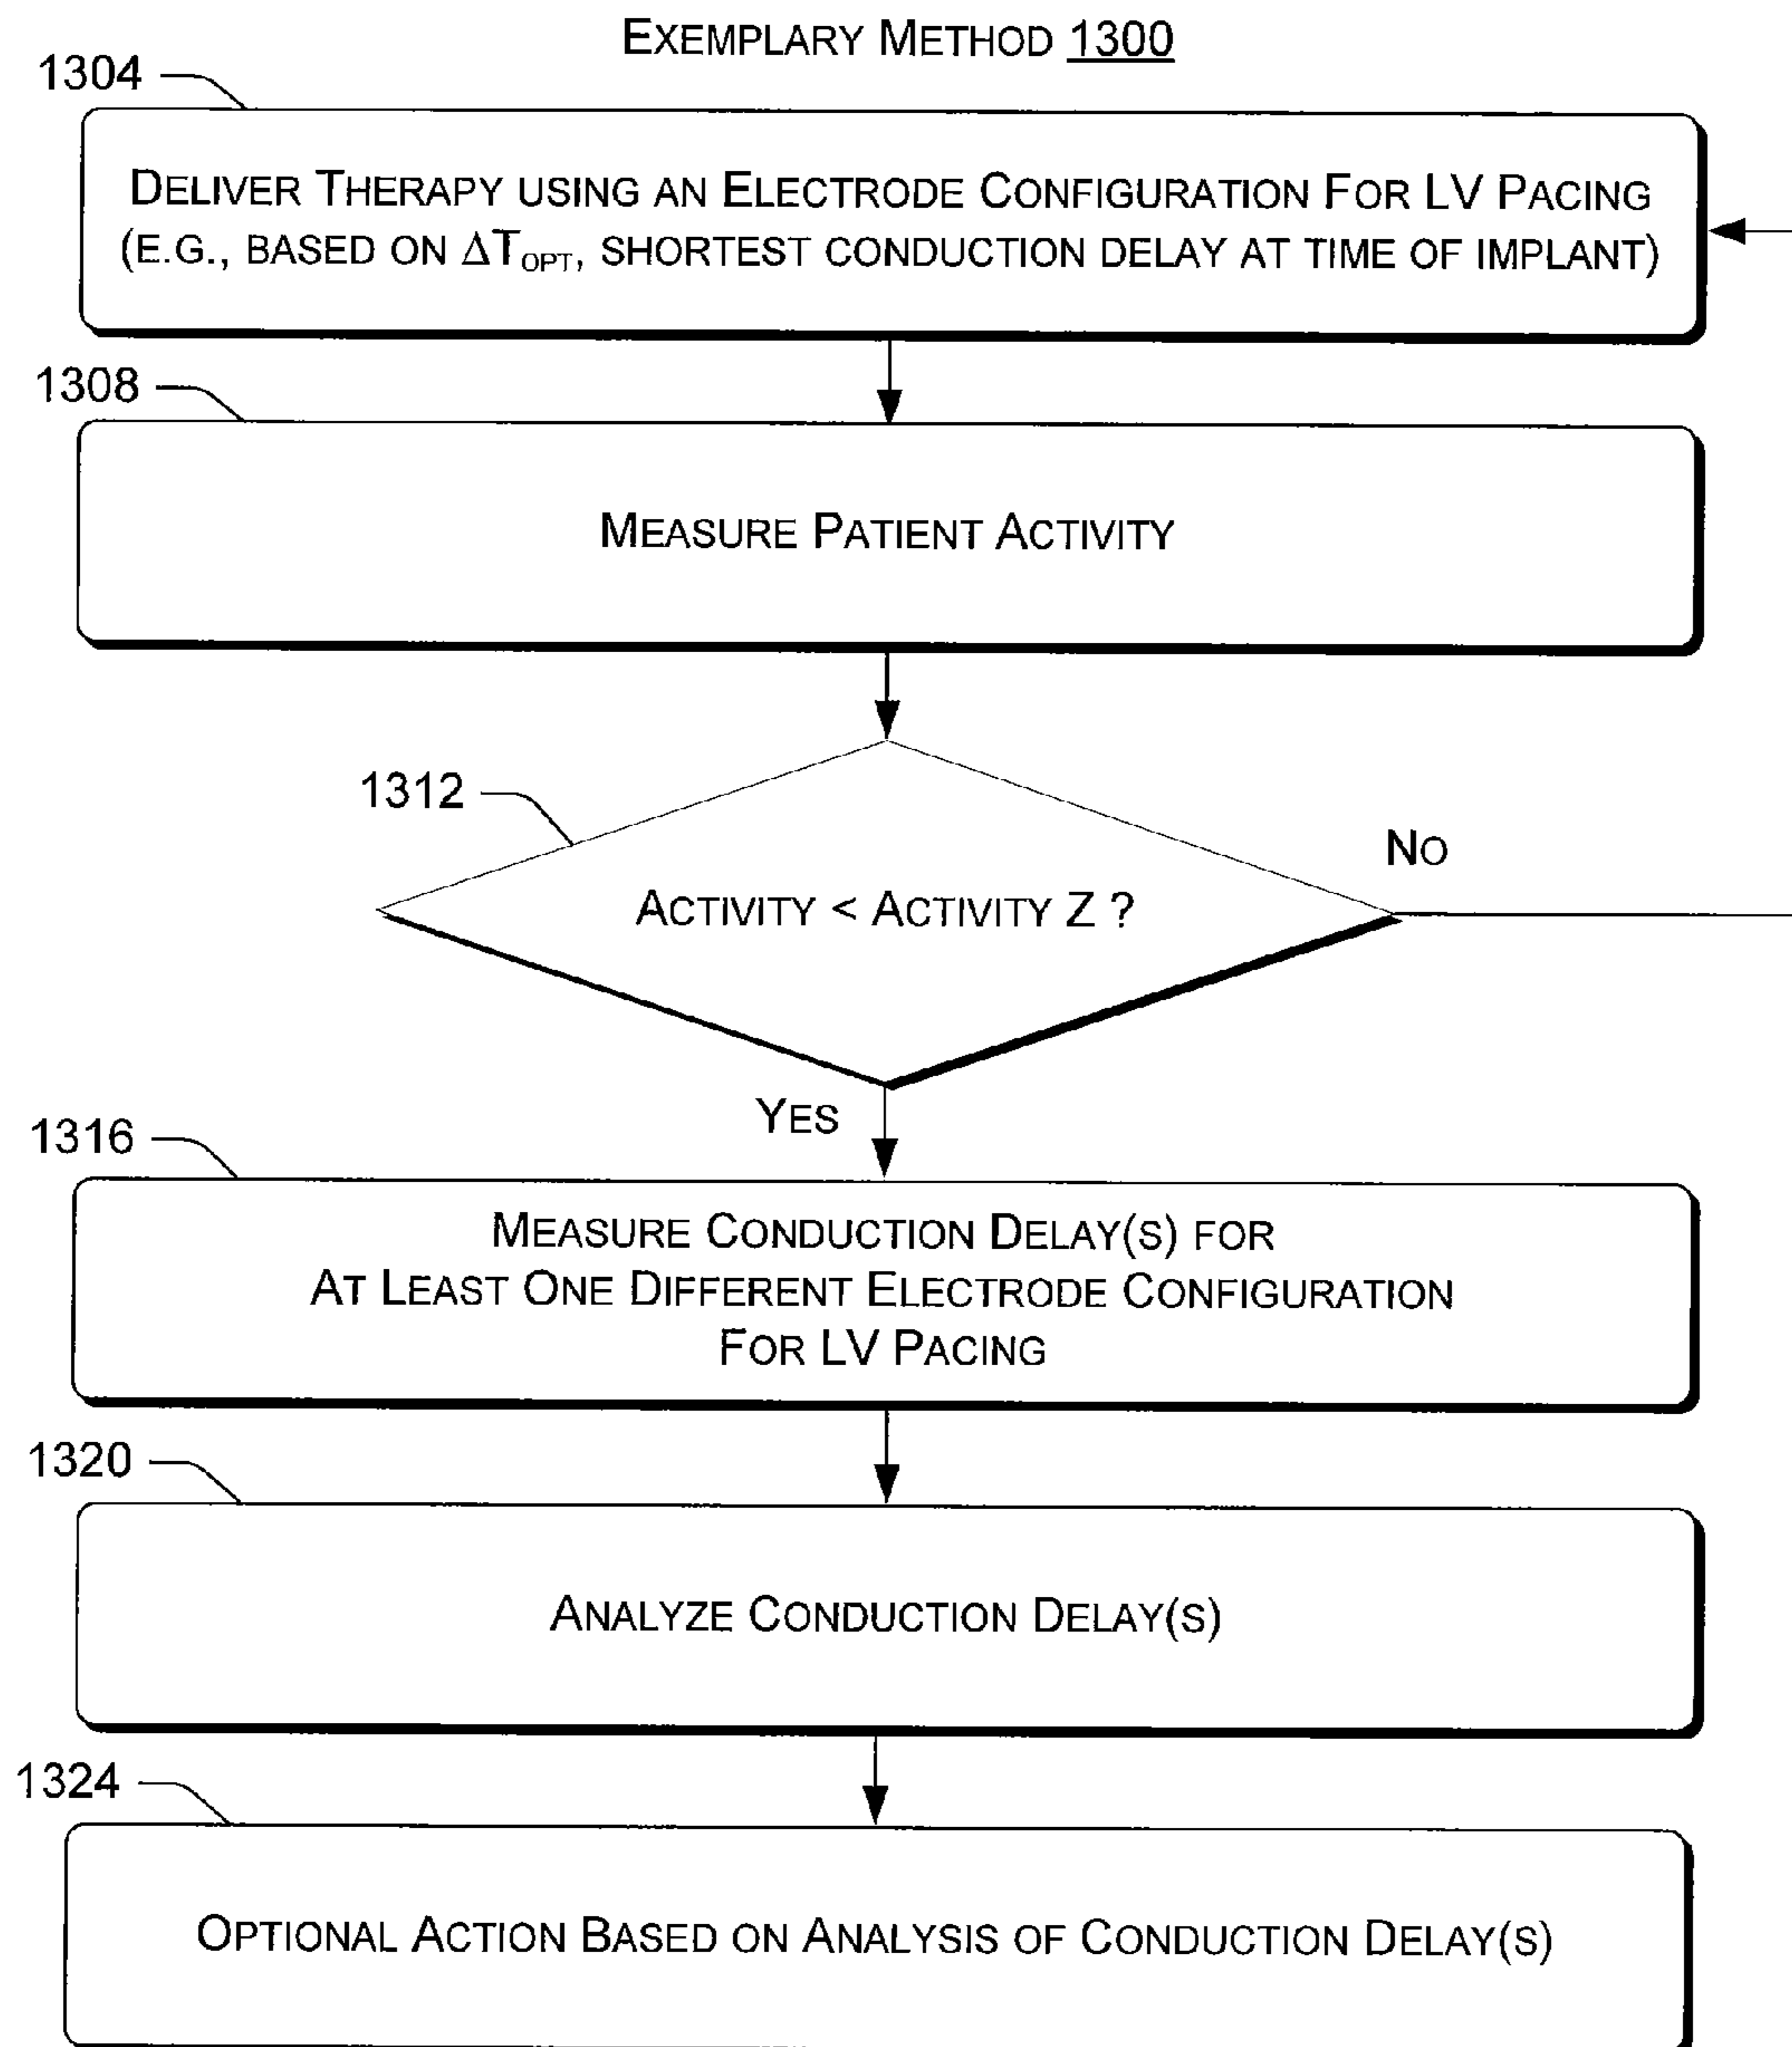 EXEMPLARY METHOD 1300
1304
DELIVER THERAPY USING AN ELECTRODE CONFIGURATION FOR LV PACING
(E.G., BASED ON ΔT_OPT, SHORTEST CONDUCTION DELAY AT TIME OF IMPLANT)
1308
MEASURE PATIENT ACTIVITY
1312
ACTIVITY < ACTIVITY Z ?
NO
YES
1316
MEASURE CONDUCTION DELAY(S) FOR
AT LEAST ONE DIFFERENT ELECTRODE CONFIGURATION
FOR LV PACING
1320
ANALYZE CONDUCTION DELAY(S)
1324
OPTIONAL ACTION BASED ON ANALYSIS OF CONDUCTION DELAY(S)